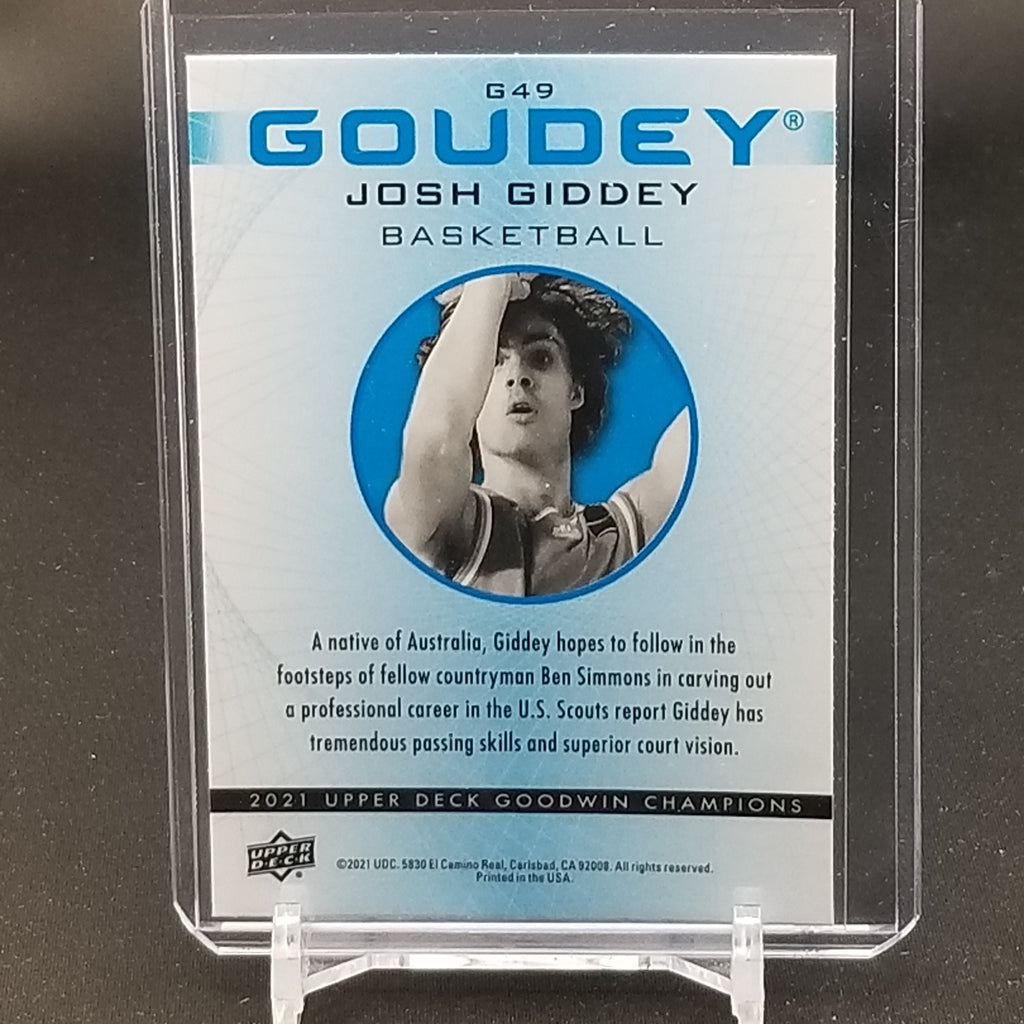 G49
GOUDEY®
JOSH GIDDEY
BASKETBALL
A native of Australia, Giddey hopes to follow in the
footsteps of fellow countryman Ben Simmons in carving out
a professional career in the U.S. Scouts report Giddey has
tremendous passing skills and superior court vision.
2021 UPPER DECK GOODWIN CHAMPIONS
UPPER
D·E·C·K®
©2021 UDC. 5830 El Camino Real, Carlsbad, CA 92008. All rights reserved.
Printed in the USA.